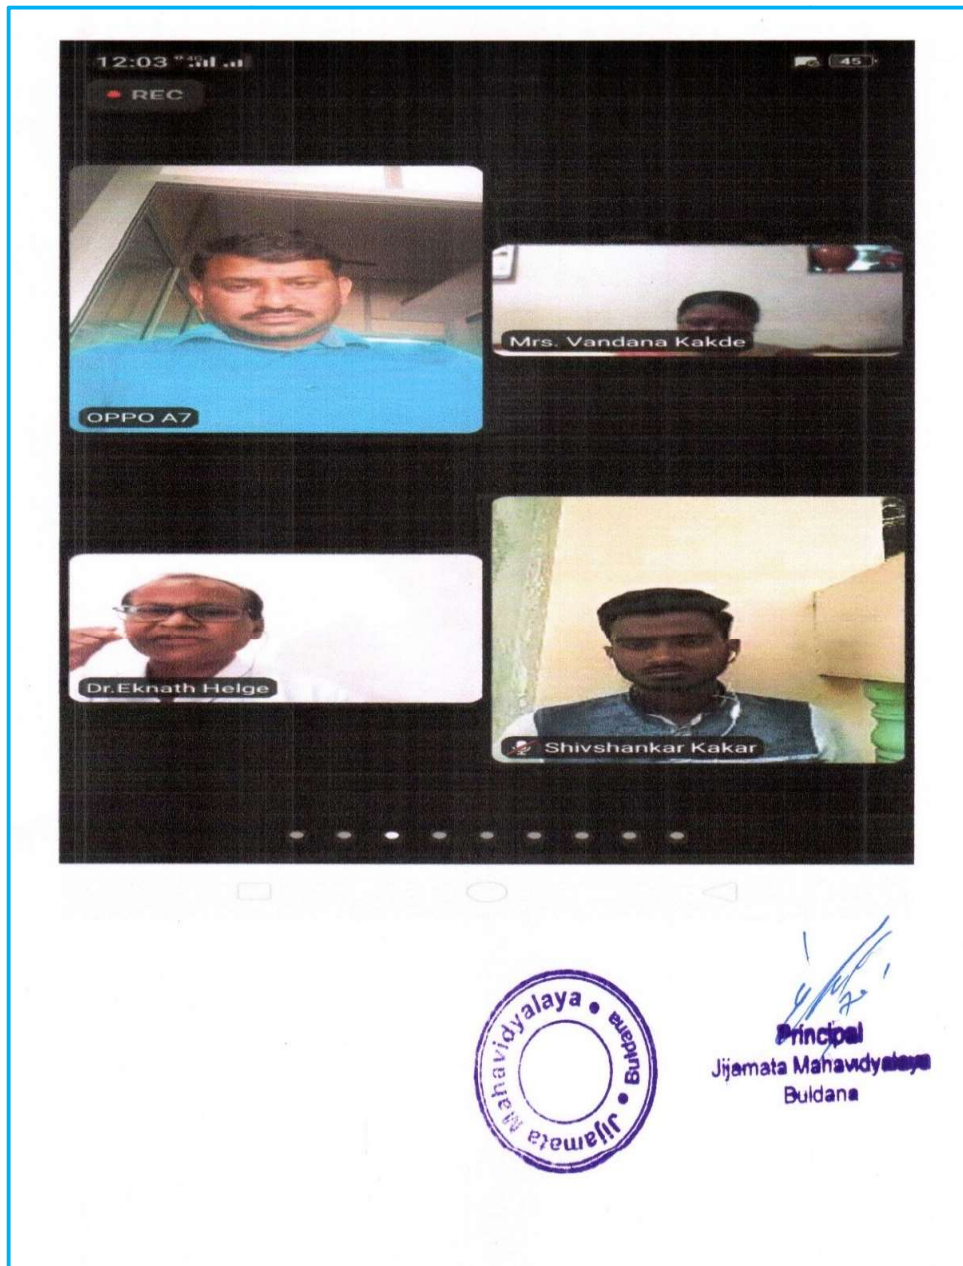 12:03
45
REC
OPPO A7
Mrs. Vandana Kakde
Dr.Eknath Helge
Shivshankar Kakar
Jijamata Mahavidyalaya • Buldana •
Principal
Jijamata Mahavidyalaya
Buldana